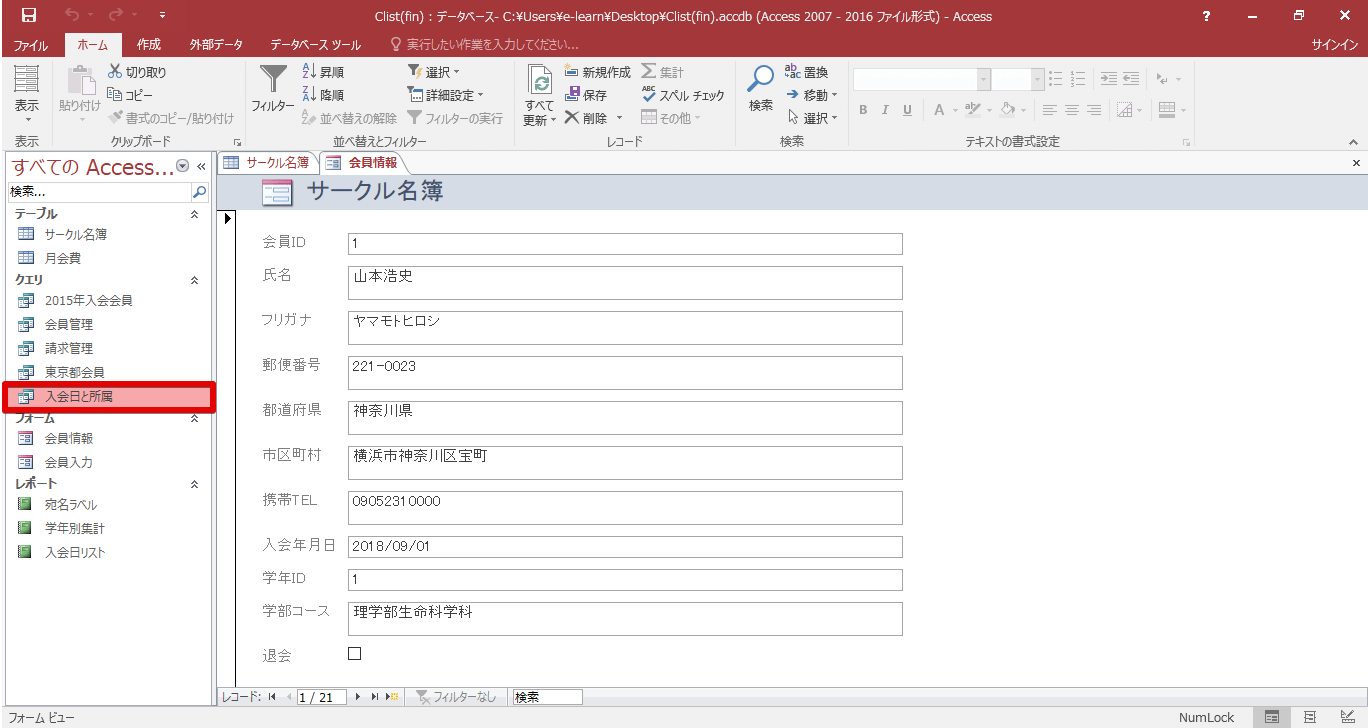 Clist(fin) : データベース- C:¥Users¥e-learn¥Desktop¥Clist(fin).accdb (Access 2007 - 2016 ファイル形式) - Access
?
ファイル ホーム 作成 外部データ データベース ツール 実行したい作業を入力してください... サインイン
表示
表示
貼り付け
切り取り
コピー
書式のコピー/貼り付け
クリップボード
フィルター
昇順
降順
並べ替えの解除
選択
詳細設定
フィルターの実行
並べ替えとフィルター
すべて
更新
新規作成
保存
削除
集計
スペル チェック
その他
レコード
検索
置換
移動
選択
検索
B I U A
テキストの書式設定
すべての Access...
検索...
テーブル
サークル名簿
月会費
クエリ
2015年入会会員
会員管理
請求管理
東京都会員
入会日と所属
フォーム
会員情報
会員入力
レポート
宛名ラベル
学年別集計
入会日リスト
サークル名簿 会員情報
サークル名簿
会員ID 1
氏名 山本浩史
フリガナ ヤマモトヒロシ
郵便番号 221-0023
都道府県 神奈川県
市区町村 横浜市神奈川区宝町
携帯TEL 09052310000
入会年月日 2018/09/01
学年ID 1
学部コース 理学部生命科学科
退会
レコード: 1 / 21 フィルターなし 検索
フォーム ビュー NumLock